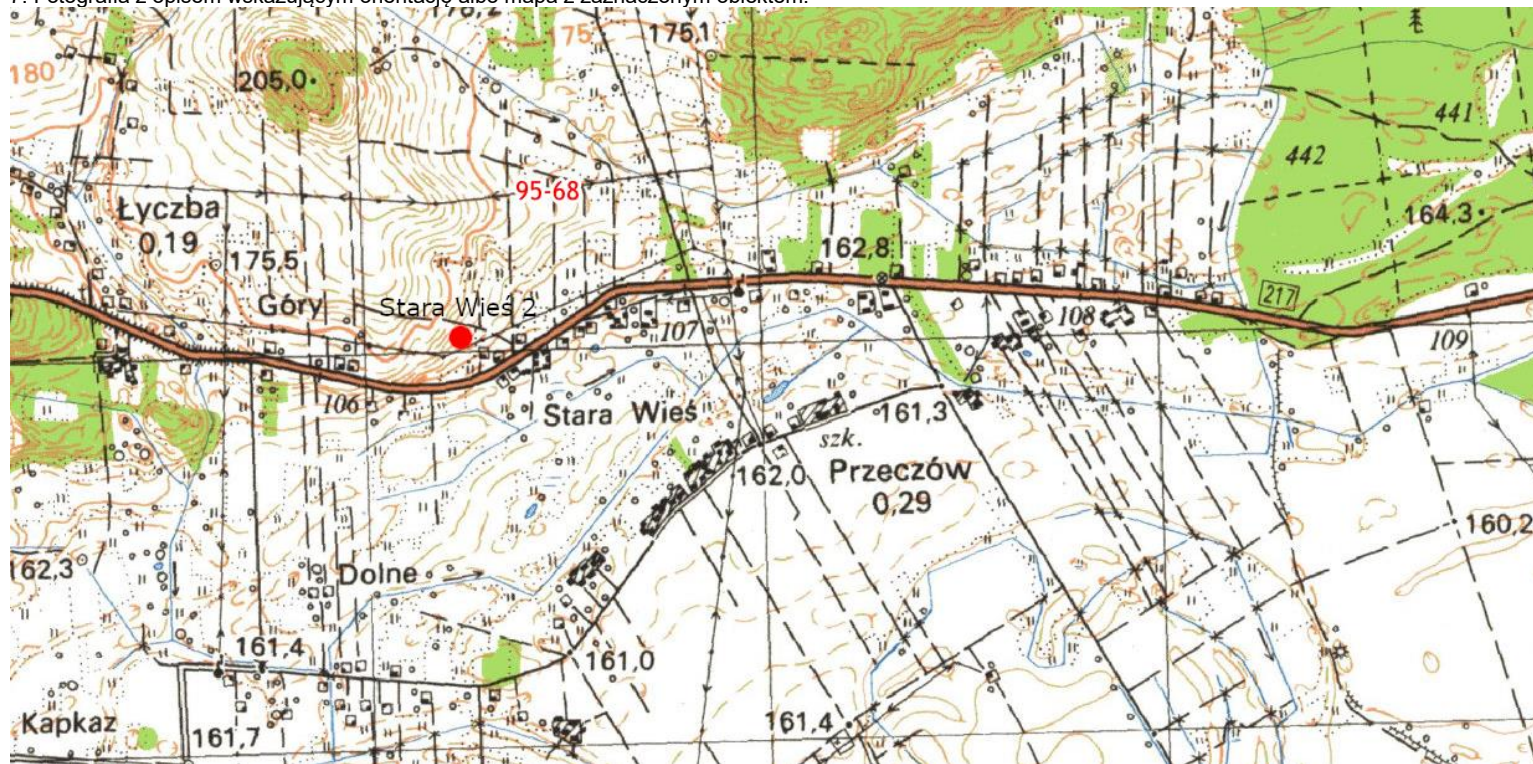 7. Fotografia z opisem wskazującym orientację albo mapa z zaznaczonym obiektem.
175,1
175
180
205,0
441
95-68
442
Łyczba
0,19
164,3
162,8
175,5
Góry
Stara Wieś 2
217
107
108
109
106
Stara Wieś
161,3
szk.
162,0
Przeczów
0,29
160,2
162,3
Dolne
161,4
161,0
Kapkaz
161,7
161,4